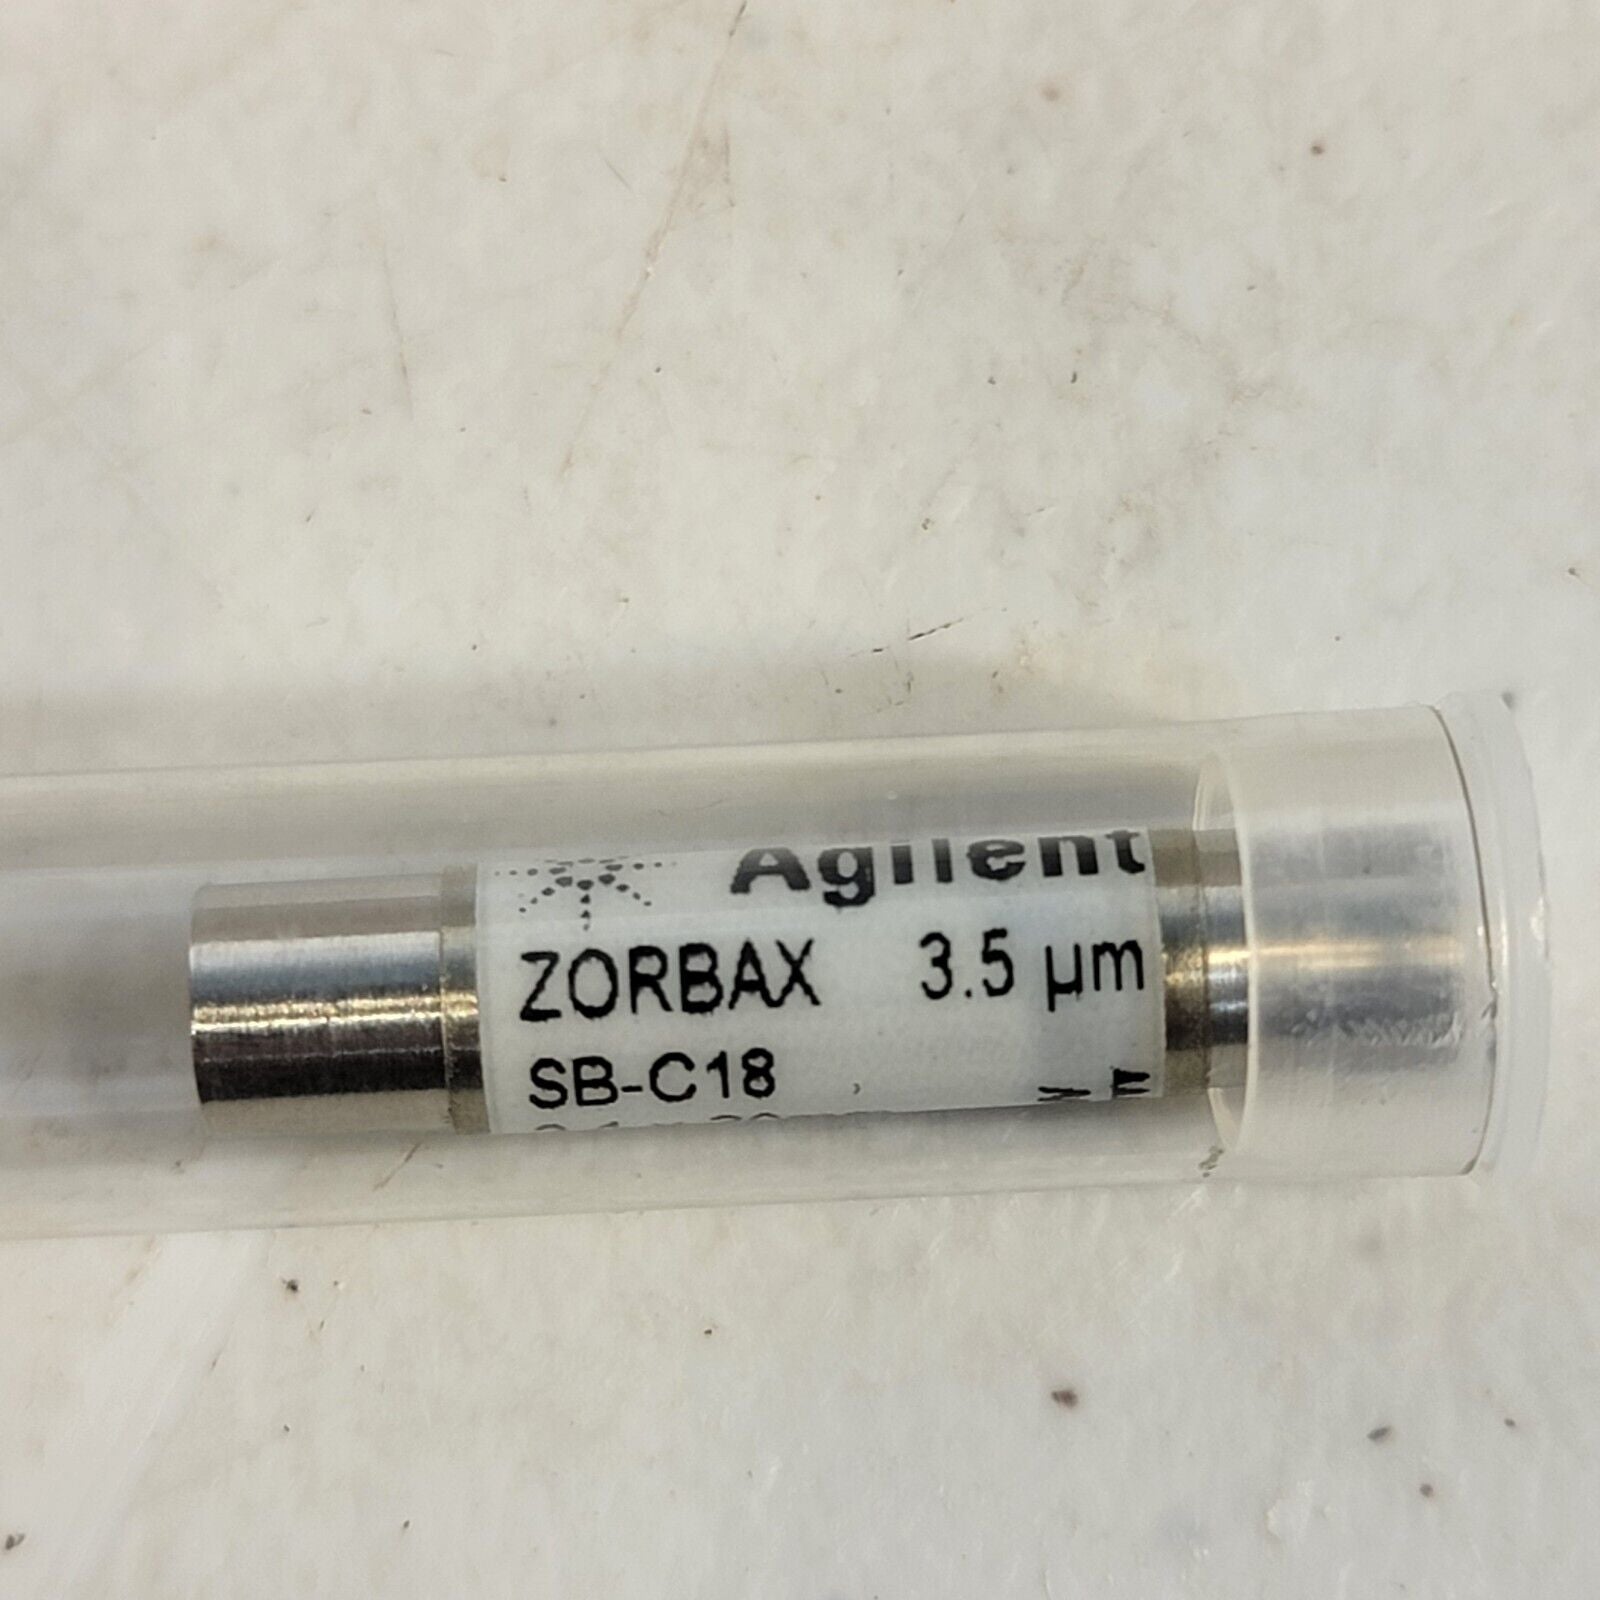 Agilent
ZORBAX 3.5 µm
SB-C18